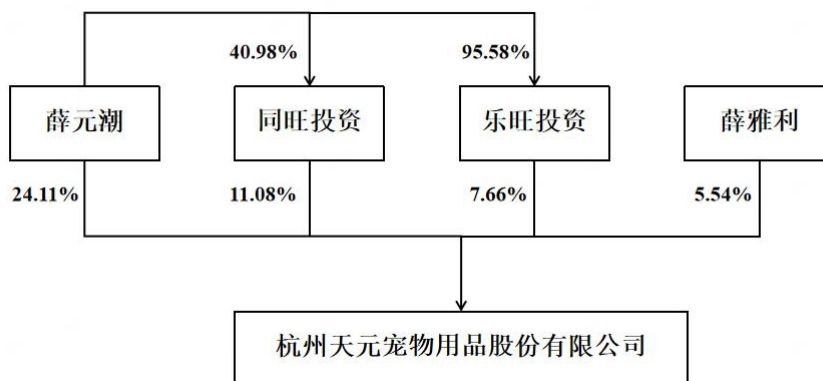 40.98% 95.58%
薛元潮 同旺投资 乐旺投资 薛雅利
24.11% 11.08% 7.66% 5.54%
杭州天元宠物用品股份有限公司